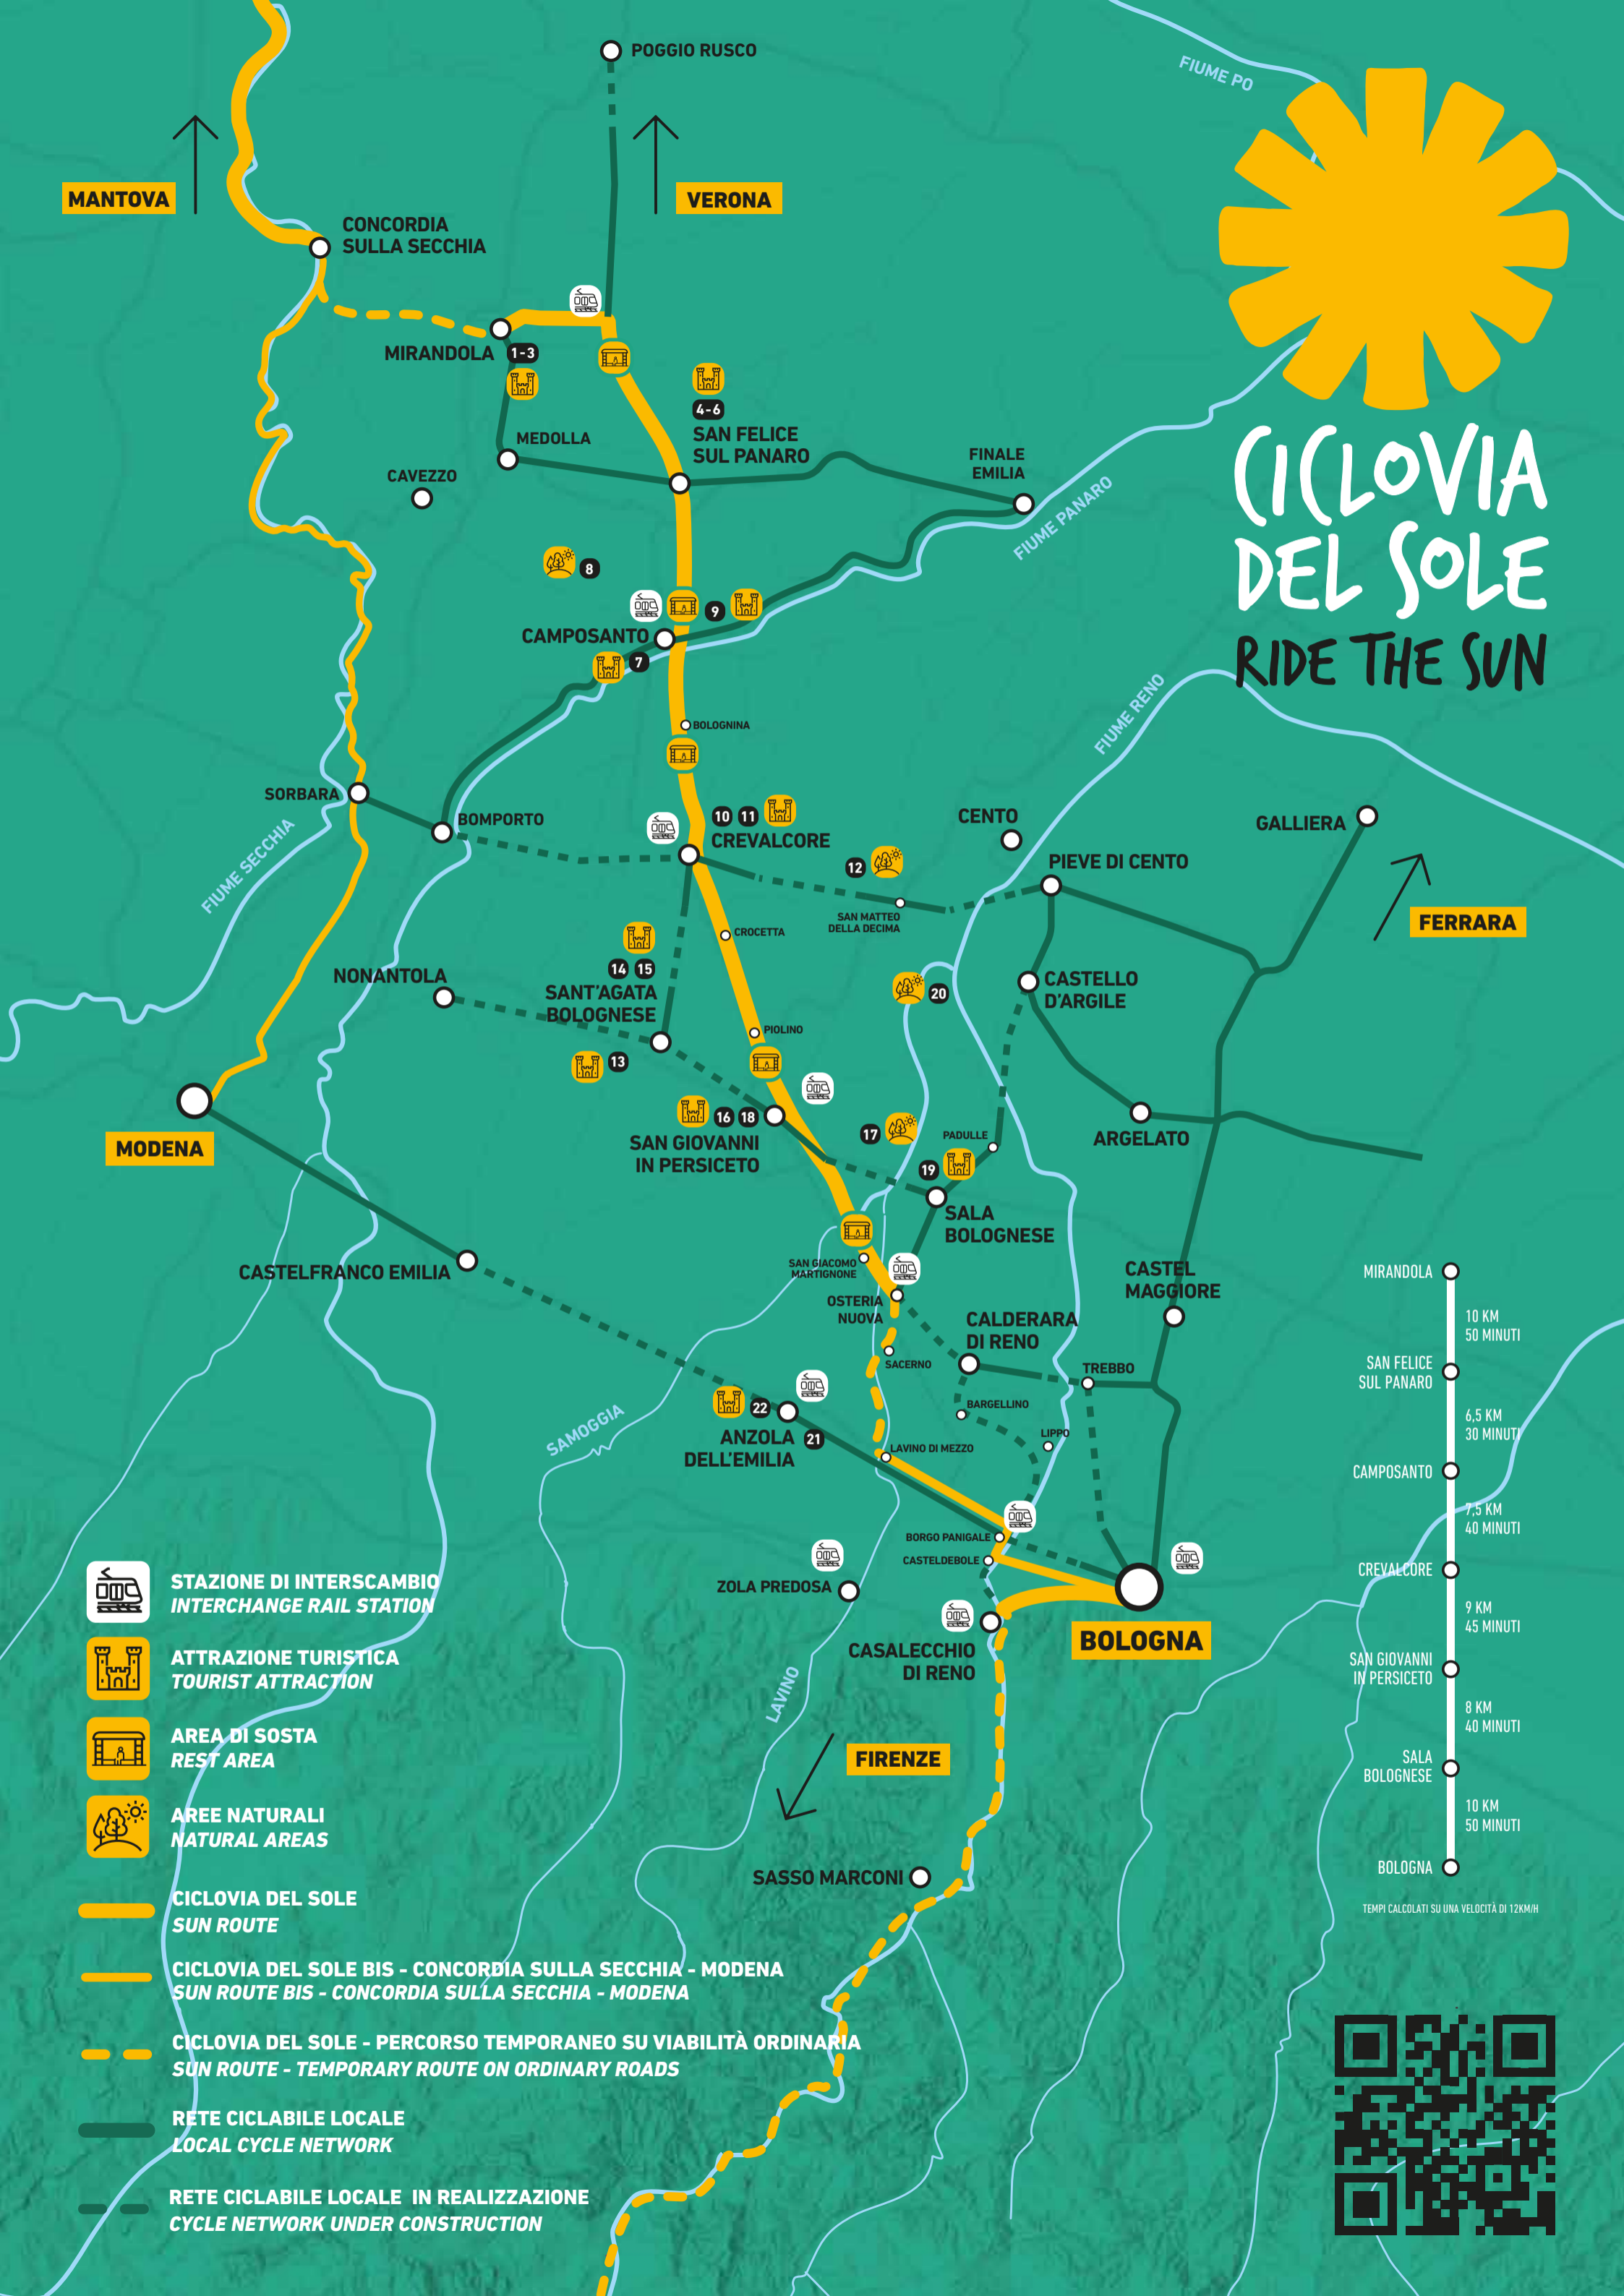 POGGIO RUSCO
FIUME PO
MANTOVA
VERONA
CONCORDIA
SULLA SECCHIA
MIRANDOLA
1-3
4-6
SAN FELICE
SUL PANARO
MEDOLLA
CAVEZZO
FINALE
EMILIA
FIUME PANARO
CICLOVIA
DEL SOLE
RIDE THE SUN
8
9
CAMPOSANTO
7
BOLOGNINA
FIUME RENO
SORBARA
BOMPORTO
FIUME SECCHIA
10 11
CREVALCORE
CENTO
GALLIERA
PIEVE DI CENTO
12
SAN MATTEO
DELLA DECIMA
FERRARA
CROCETTA
NONANTOLA
14 15
SANT'AGATA
BOLOGNESE
20
CASTELLO
D'ARGILE
PIOLINO
13
MODENA
16 18
SAN GIOVANNI
IN PERSICETO
17
PADULLE
ARGELATO
19
SALA
BOLOGNESE
CASTELFRANCO EMILIA
SAN GIACOMO
MARTIGNONE
OSTERIA
NUOVA
CASTEL
MAGGIORE
CALDERARA
DI RENO
SACERNO
TREBBO
BARGELLINO
LIPPO
SAMOGGIA
22
ANZOLA
DELL'EMILIA
21
LAVINO DI MEZZO
BORGO PANIGALE
CASTELDEBOLE
ZOLA PREDOSA
BOLOGNA
CASALECCHIO
DI RENO
LAVINO
FIRENZE
SASSO MARCONI
MIRANDOLA
10 KM
50 MINUTI
SAN FELICE
SUL PANARO
6,5 KM
30 MINUTI
CAMPOSANTO
7,5 KM
40 MINUTI
CREVALCORE
9 KM
45 MINUTI
SAN GIOVANNI
IN PERSICETO
8 KM
40 MINUTI
SALA
BOLOGNESE
10 KM
50 MINUTI
BOLOGNA
TEMPI CALCOLATI SU UNA VELOCITÀ DI 12KM/H
STAZIONE DI INTERSCAMBIO
INTERCHANGE RAIL STATION
ATTRAZIONE TURISTICA
TOURIST ATTRACTION
AREA DI SOSTA
REST AREA
AREE NATURALI
NATURAL AREAS
CICLOVIA DEL SOLE
SUN ROUTE
CICLOVIA DEL SOLE BIS - CONCORDIA SULLA SECCHIA - MODENA
SUN ROUTE BIS - CONCORDIA SULLA SECCHIA - MODENA
CICLOVIA DEL SOLE - PERCORSO TEMPORANEO SU VIABILITÀ ORDINARIA
SUN ROUTE - TEMPORARY ROUTE ON ORDINARY ROADS
RETE CICLABILE LOCALE
LOCAL CYCLE NETWORK
RETE CICLABILE LOCALE IN REALIZZAZIONE
CYCLE NETWORK UNDER CONSTRUCTION